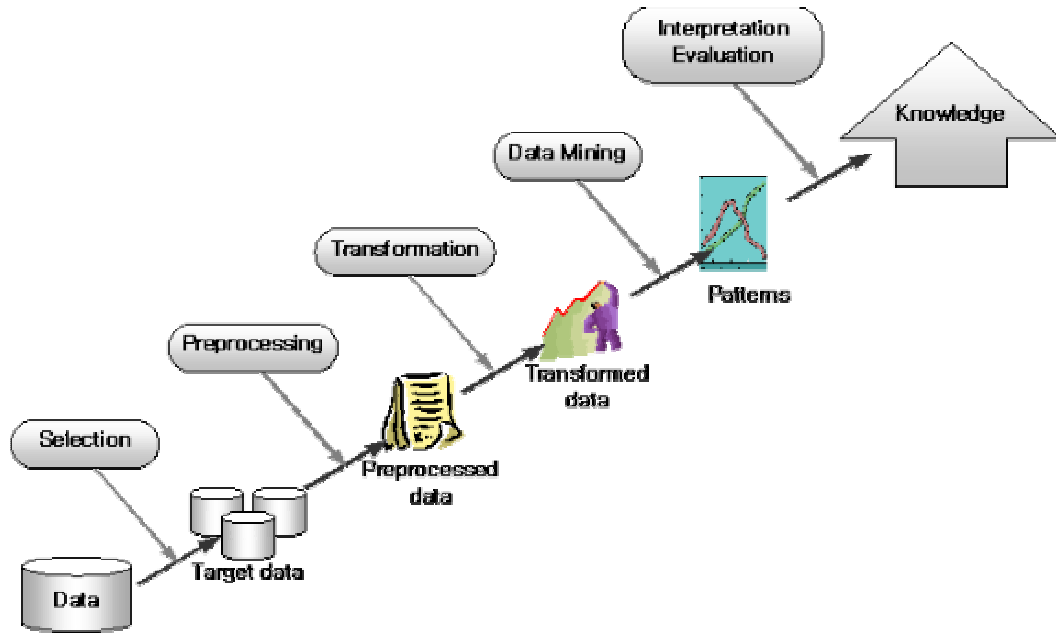 Interpretation
Evaluation
Knowledge
Data Mining
Patterns
Transformation
Transformed
data
Preprocessing
Preprocessed
data
Selection
Target data
Data